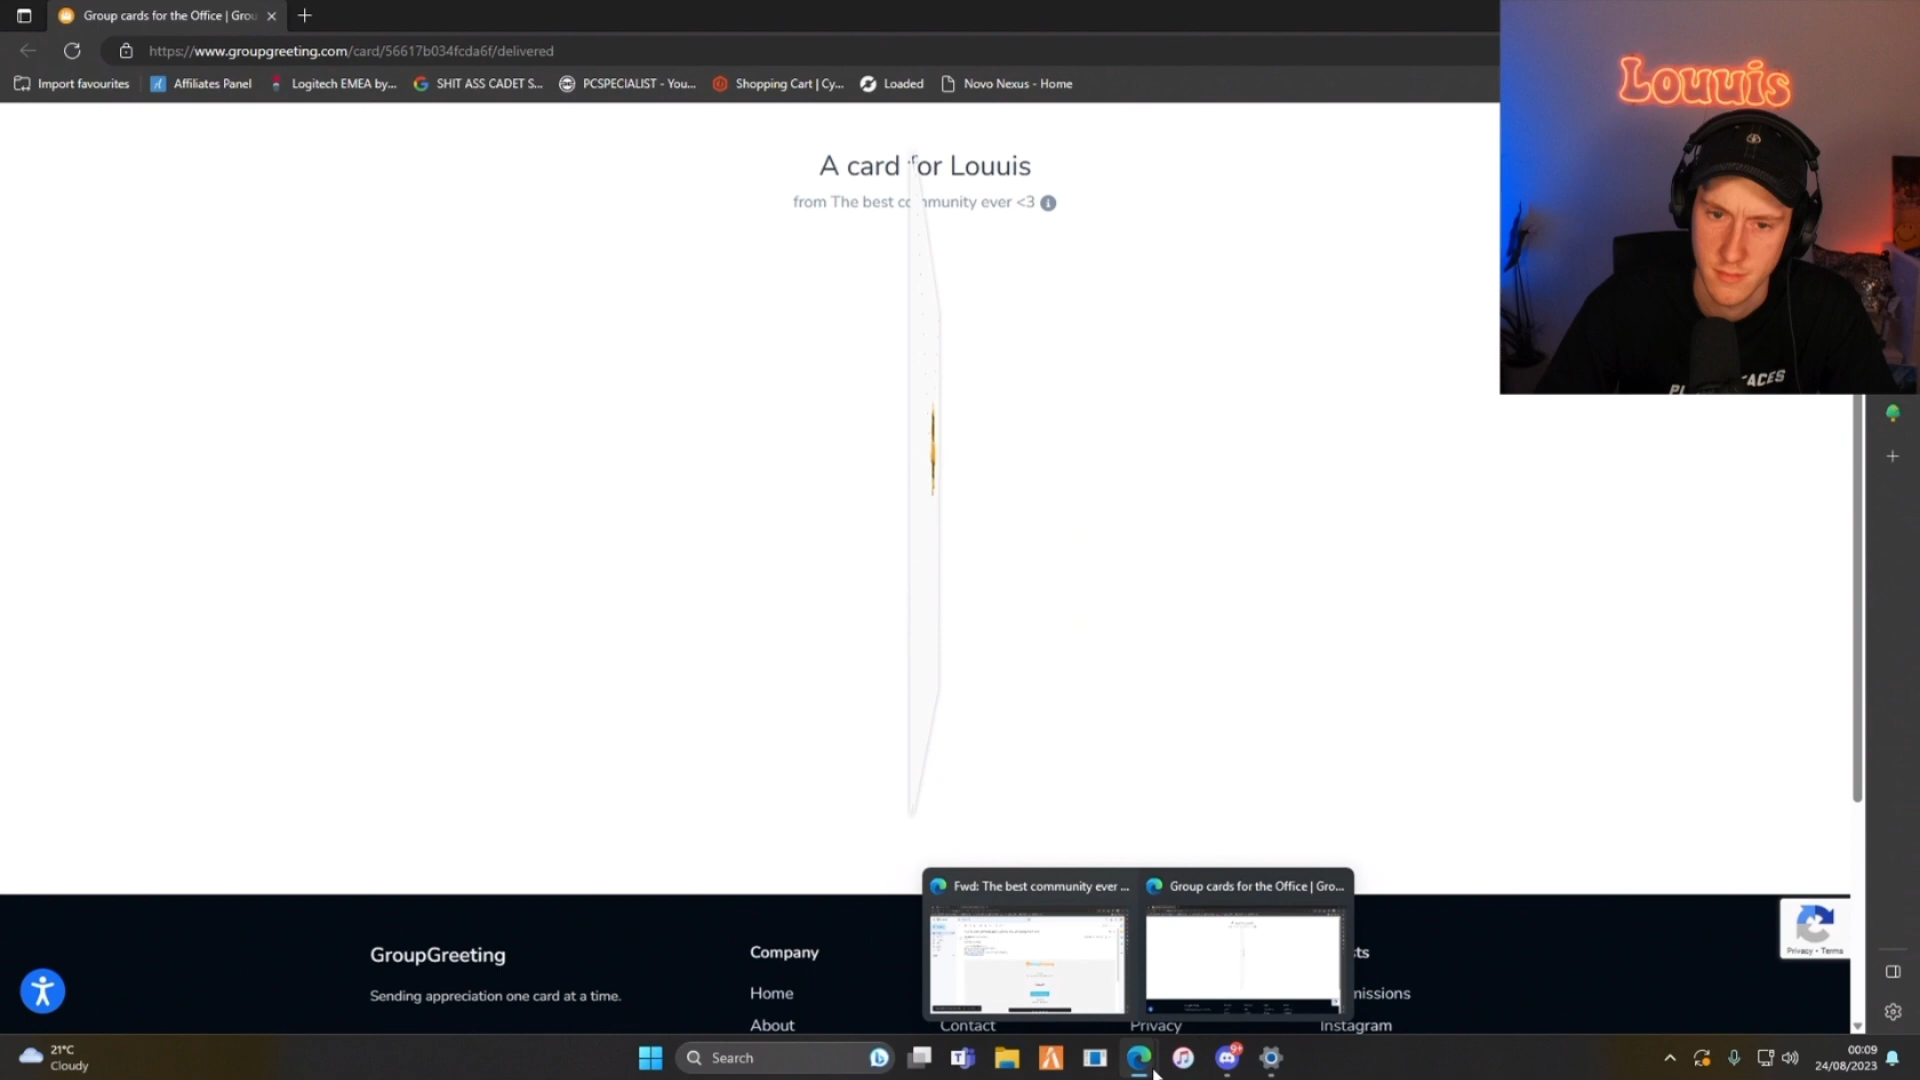 Group cards for the Office | Grou
https://www.groupgreeting.com/card/56617b034fcda6f/delivered
Import favourites
Affiliates Panel
Logitech EMEA by...
SHIT ASS CADET S...
PCSPECIALIST - You...
Shopping Cart | Cy...
Loaded
Novo Nexus - Home
Louuis
A card for Louuis
from The best community ever <3
Fwd: The best community ever ...
Group cards for the Office | Gro...
GroupGreeting
Sending appreciation one card at a time.
Company
Home
About
Contact
Privacy
Instagram
Privacy • Terms
21°C
Cloudy
Search
9+
00:09
24/08/2023